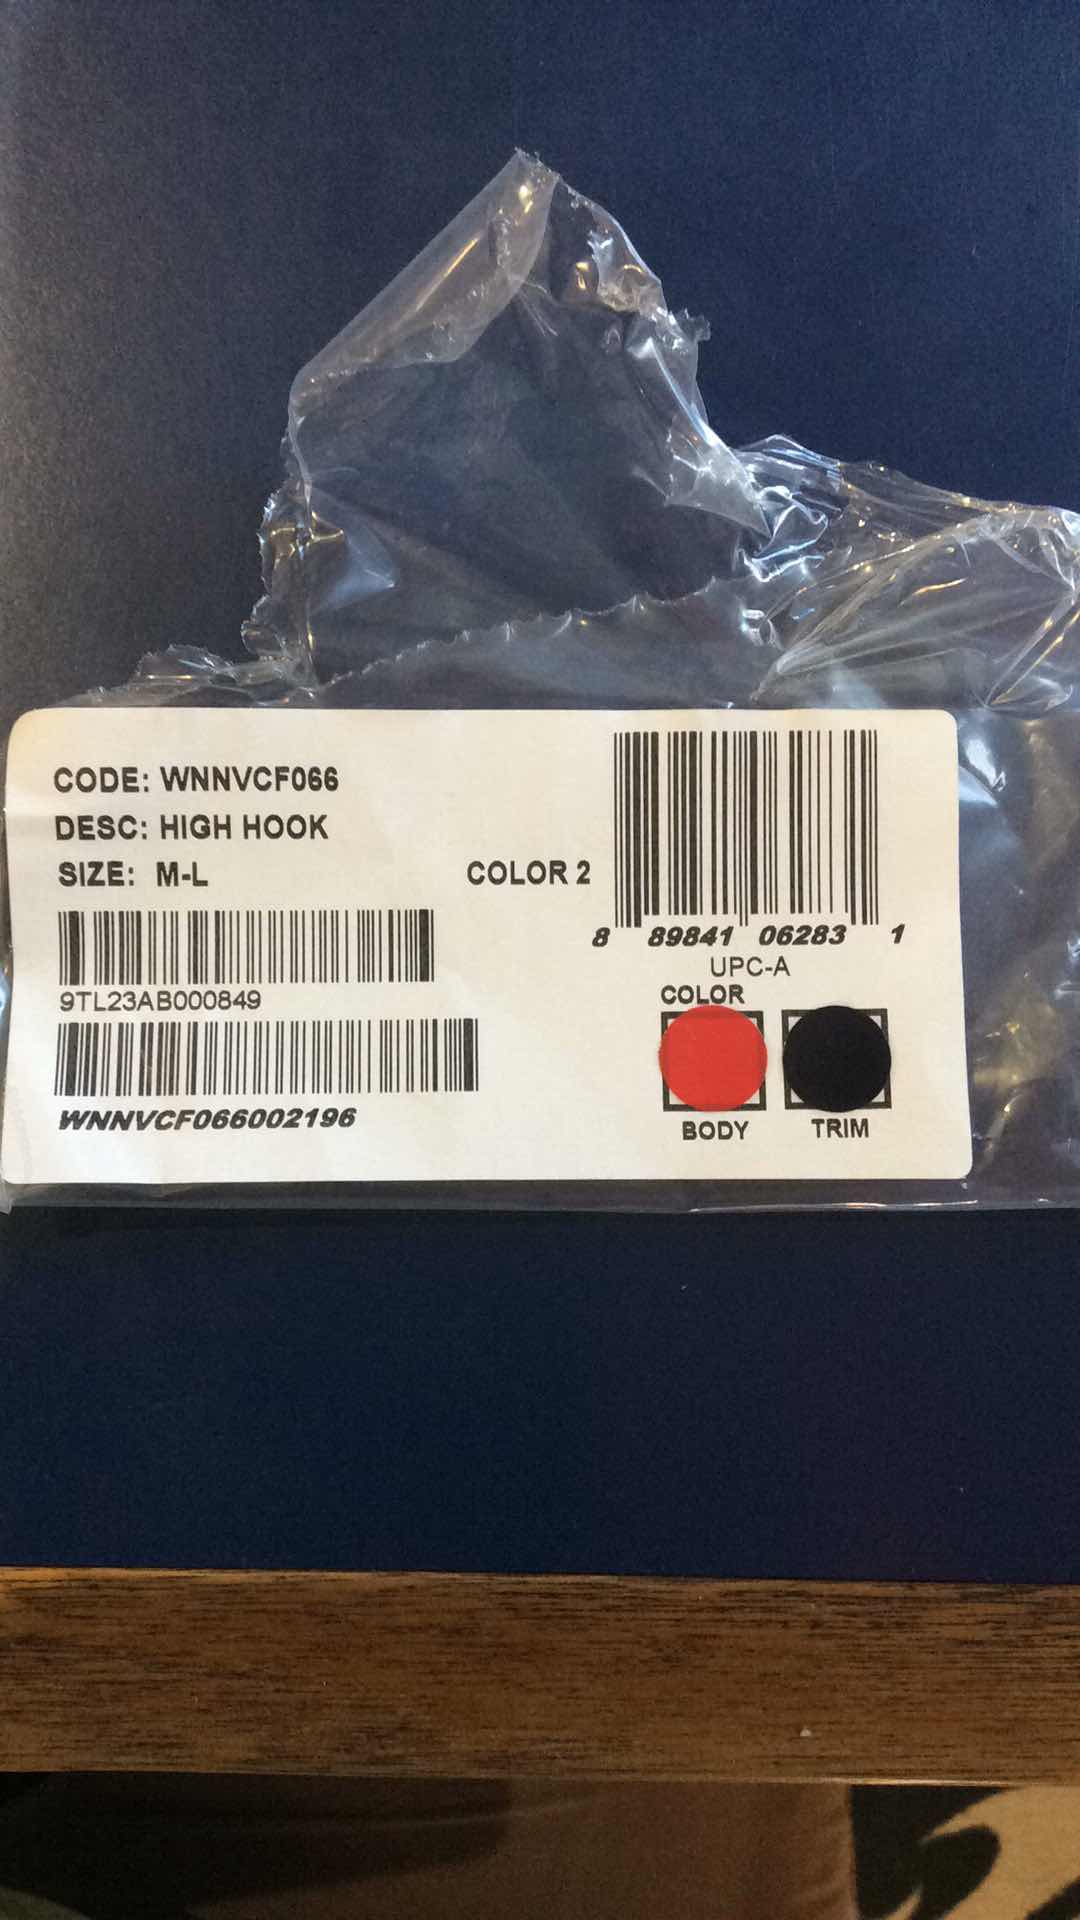 CODE: WNNVCF066
DESC: HIGH HOOK
SIZE: M-L
COLOR 2
8 89841 06283 1
UPC-A
9TL23AB000849
WNNVCF066002196
COLOR
BODY TRIM